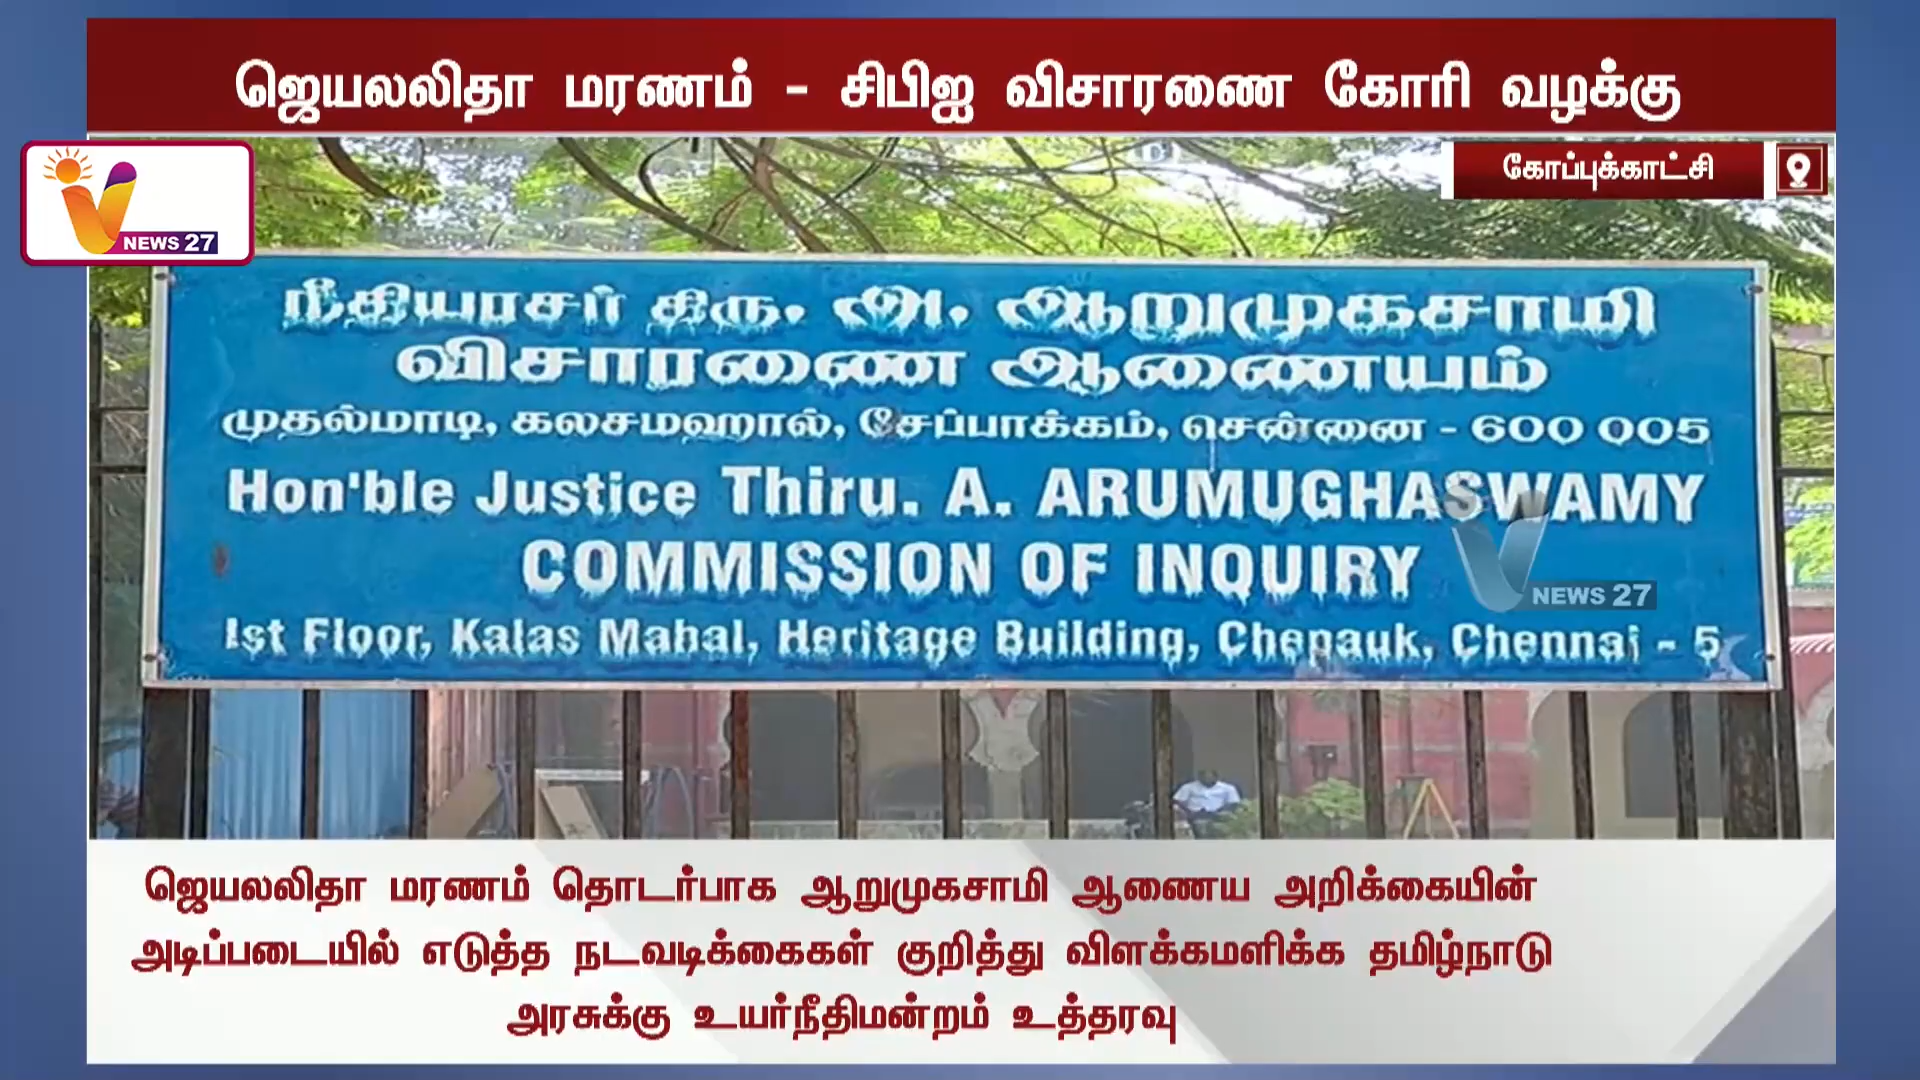 ஜெயலலிதா மரணம் - சிபிஐ விசாரணை கோரி வழக்கு
கோப்புக்காட்சி
NEWS 27
நீதியரசர் திரு. அ. ஆறுமுகசாமி
விசாரணை ஆணையம்
முதல்மாடி, கலசமஹால், சேப்பாக்கம், சென்னை - 600 005
Hon'ble Justice Thiru. A. ARUMUGHASWAMY
COMMISSION OF INQUIRY
NEWS 27
Ist Floor, Kalas Mahal, Heritage Building, Chepauk, Chennai - 5
ஜெயலலிதா மரணம் தொடர்பாக ஆறுமுகசாமி ஆணைய அறிக்கையின்
அடிப்படையில் எடுத்த நடவடிக்கைகள் குறித்து விளக்கமளிக்க தமிழ்நாடு
அரசுக்கு உயர்நீதிமன்றம் உத்தரவு